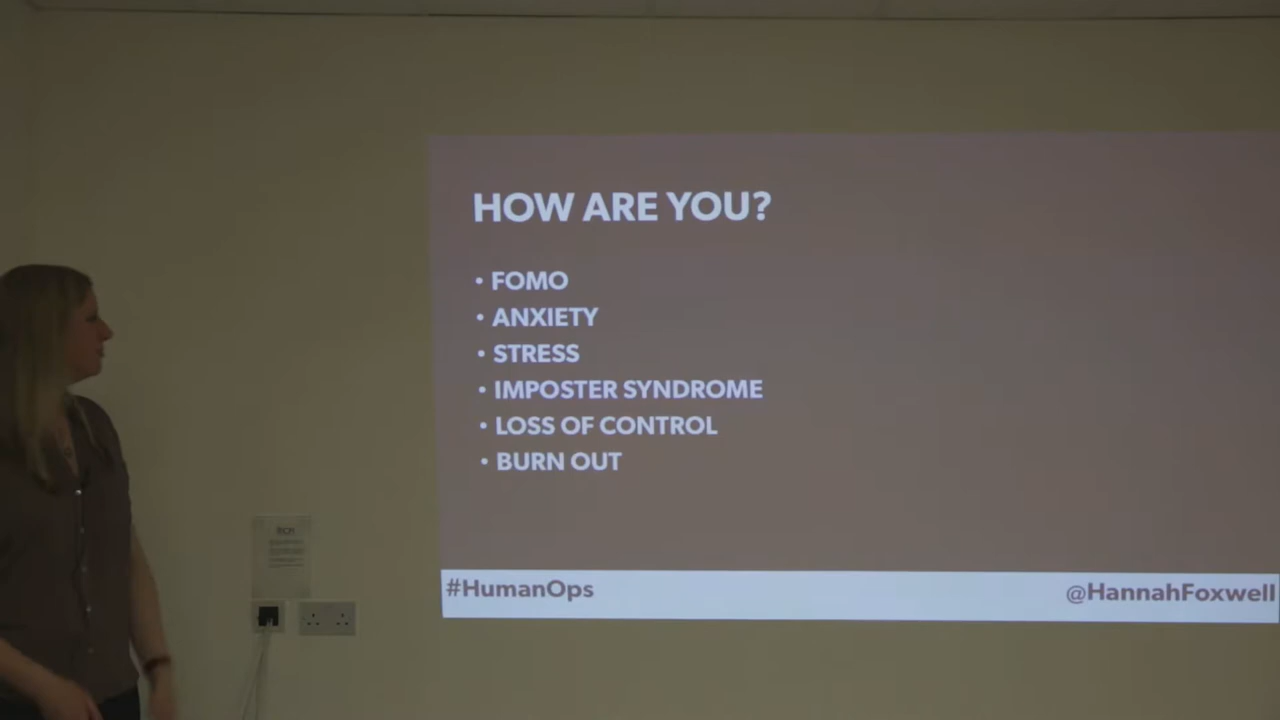 HOW ARE YOU?
• FOMO
• ANXIETY
• STRESS
• IMPOSTER SYNDROME
• LOSS OF CONTROL
• BURN OUT
#HumanOps
@HannahFoxwell